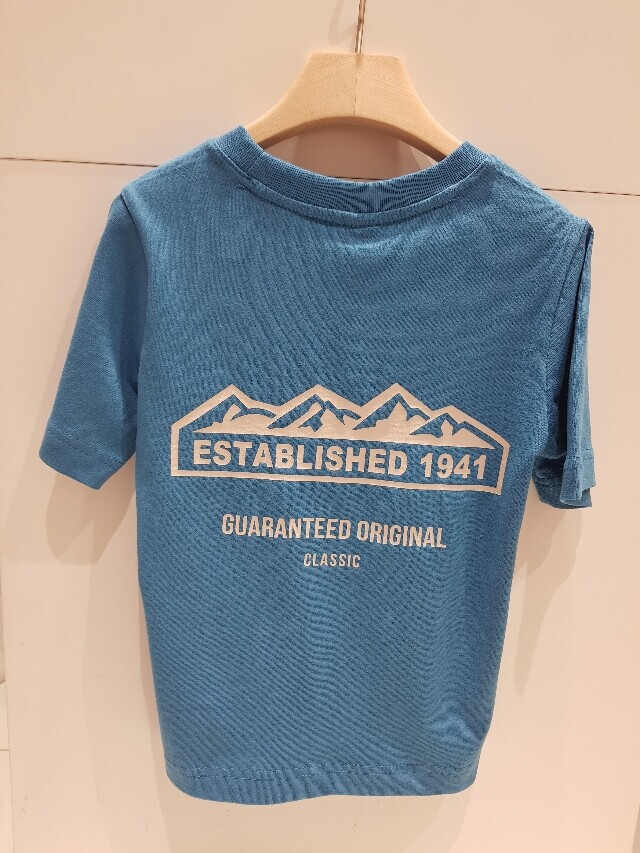 ESTABLISHED 1941
GUARANTEED ORIGINAL
CLASSIC